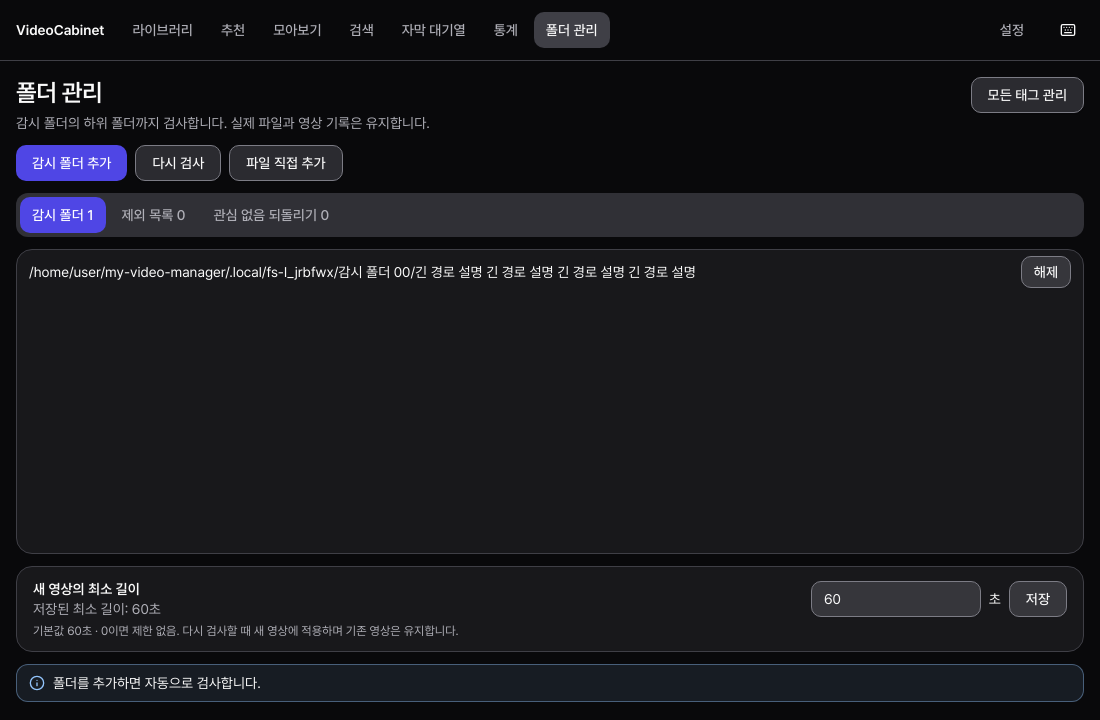 VideoCabinet 라이브러리 추천 모아보기 검색 자막 대기열 통계 폴더 관리 설정
폴더 관리
모든 태그 관리
감시 폴더의 하위 폴더까지 검사합니다. 실제 파일과 영상 기록은 유지합니다.
감시 폴더 추가 다시 검사 파일 직접 추가
감시 폴더 1 제외 목록 0 관심 없음 되돌리기 0
/home/user/my-video-manager/.local/fs-l_jrbfwx/감시 폴더 00/긴 경로 설명 긴 경로 설명 긴 경로 설명 긴 경로 설명 해제
새 영상의 최소 길이
저장된 최소 길이: 60초
60 초 저장
기본값 60초 · 0이면 제한 없음. 다시 검사할 때 새 영상에 적용하며 기존 영상은 유지합니다.
폴더를 추가하면 자동으로 검사합니다.